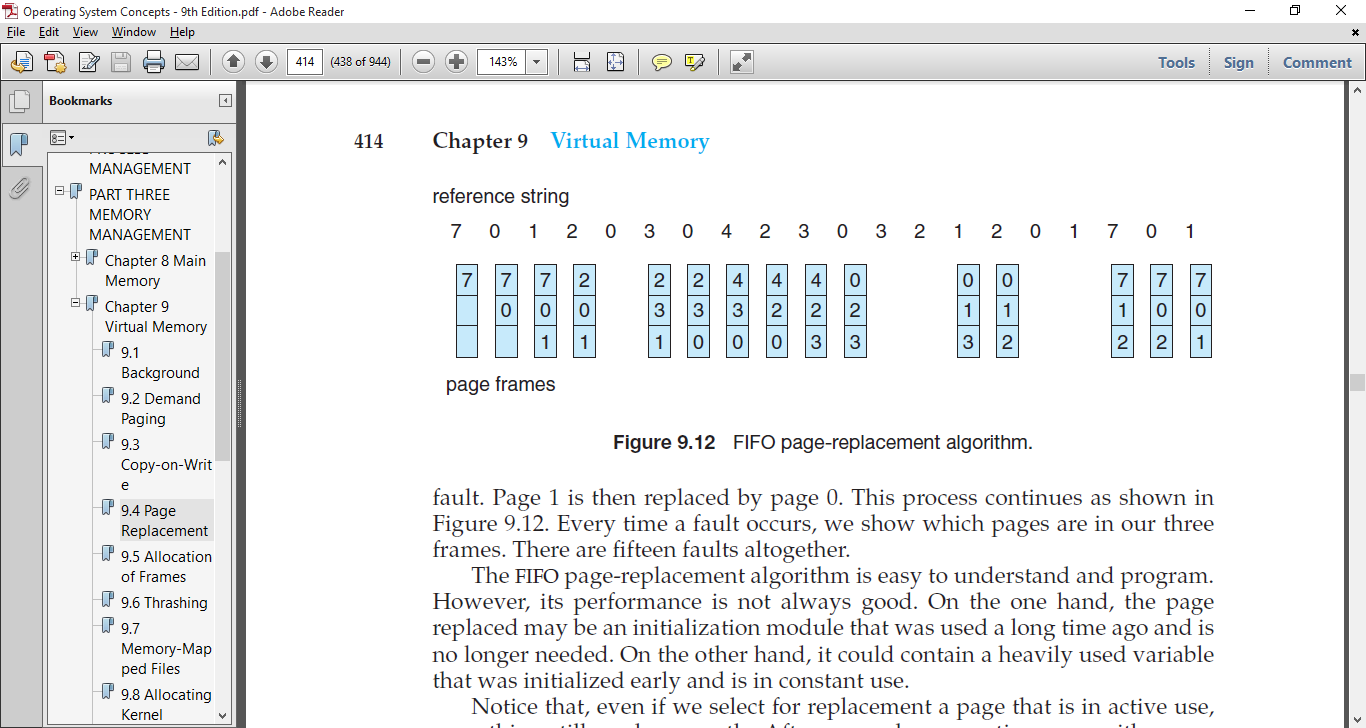 Operating System Concepts - 9th Edition.pdf - Adobe Reader
File Edit View Window Help
414 (438 of 944) 143% Tools Sign Comment
Bookmarks
MANAGEMENT
PART THREE
MEMORY
MANAGEMENT
Chapter 8 Main
Memory
Chapter 9
Virtual Memory
9.1
Background
9.2 Demand
Paging
9.3
Copy-on-Writ
e
9.4 Page
Replacement
9.5 Allocation
of Frames
9.6 Thrashing
9.7
Memory-Map
ped Files
9.8 Allocating
Kernel
414 Chapter 9 Virtual Memory
reference string
7 0 1 2 0 3 0 4 2 3 0 3 2 1 2 0 1 7 0 1
7 7 7 2 2 2 4 4 4 0 0 0 7 7 7
0 0 0 3 3 3 2 2 2 1 1 1 0 0
1 1 1 0 0 0 3 3 3 2 2 2 1
page frames
Figure 9.12 FIFO page-replacement algorithm.
fault. Page 1 is then replaced by page 0. This process continues as shown in
Figure 9.12. Every time a fault occurs, we show which pages are in our three
frames. There are fifteen faults altogether.
The FIFO page-replacement algorithm is easy to understand and program.
However, its performance is not always good. On the one hand, the page
replaced may be an initialization module that was used a long time ago and is
no longer needed. On the other hand, it could contain a heavily used variable
that was initialized early and is in constant use.
Notice that, even if we select for replacement a page that is in active use,